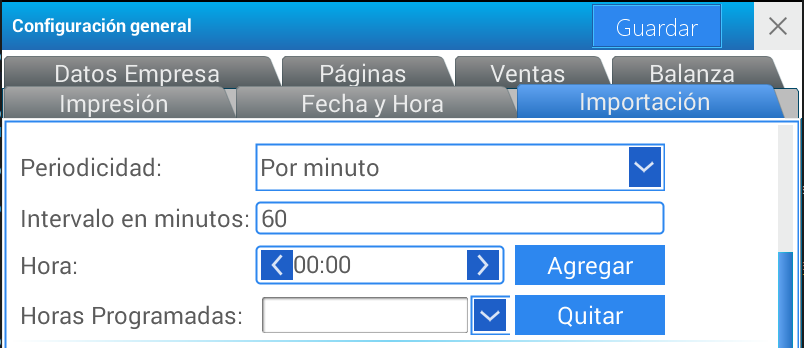 Configuración general Guardar
Datos Empresa Páginas Ventas Balanza
Impresión Fecha y Hora Importación
Periodicidad: Por minuto
Intervalo en minutos: 60
Hora: 00:00 Agregar
Horas Programadas: Quitar